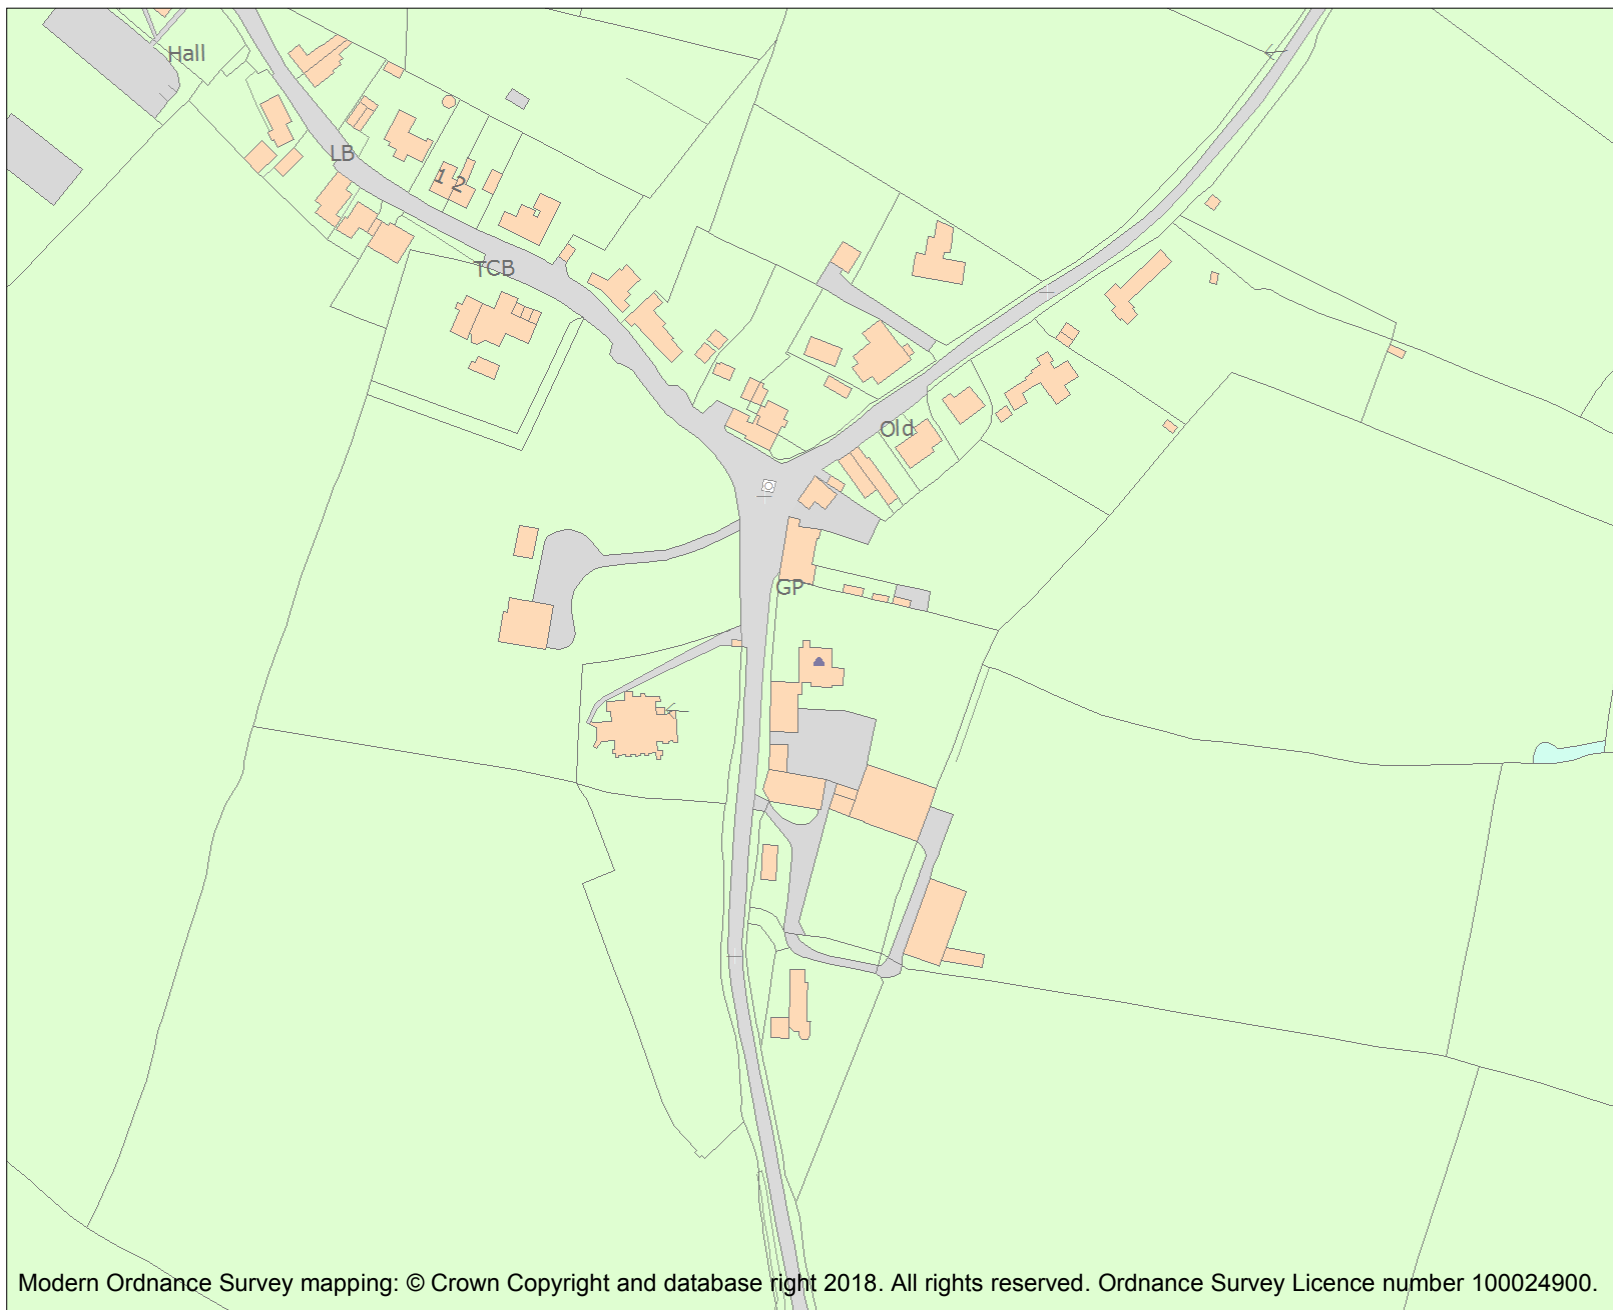 Hall
LB
1 2
TCB
Old
GP
Modern Ordnance Survey mapping: © Crown Copyright and database right 2018. All rights reserved. Ordnance Survey Licence number 100024900.